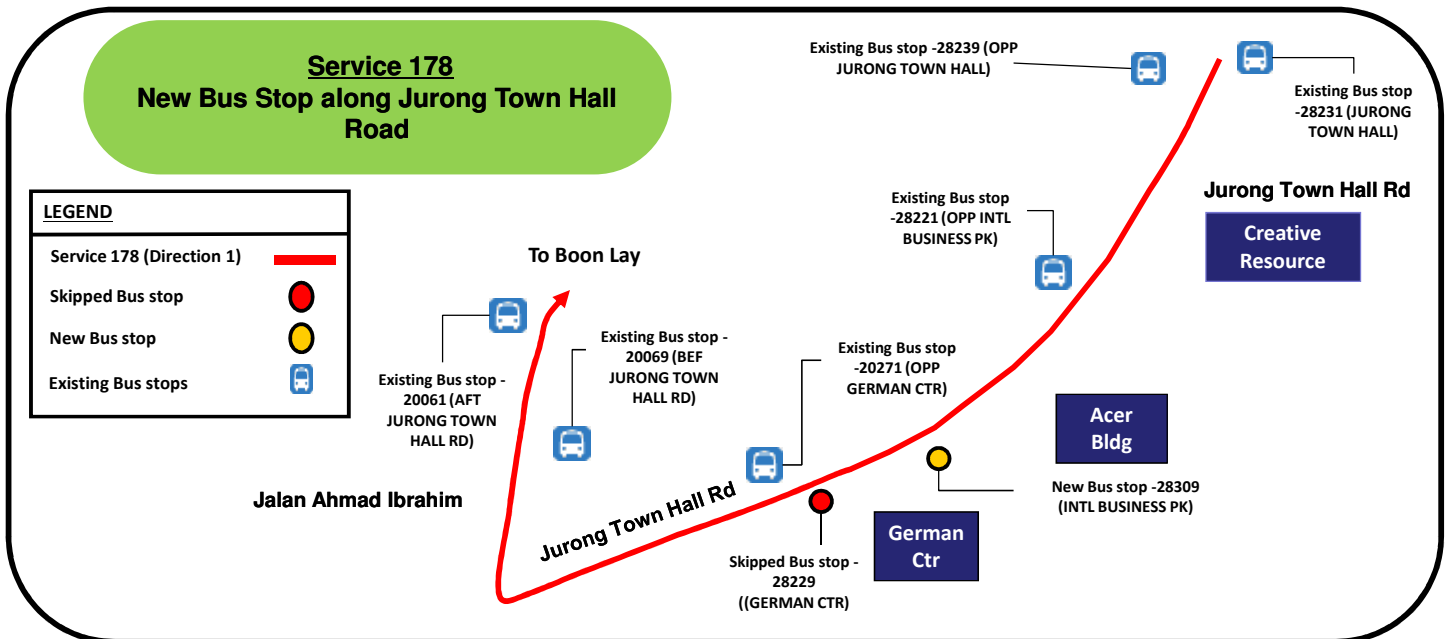 Service 178
New Bus Stop along Jurong Town Hall
Road
LEGEND
Service 178 (Direction 1)
Skipped Bus stop
New Bus stop
Existing Bus stops
Existing Bus stop -28239 (OPP
JURONG TOWN HALL)
Existing Bus stop
-28231 (JURONG
TOWN HALL)
Jurong Town Hall Rd
Creative
Resource
Existing Bus stop
-28221 (OPP INTL
BUSINESS PK)
To Boon Lay
Existing Bus stop -
20061 (AFT
JURONG TOWN
HALL RD)
Existing Bus stop -
20069 (BEF
JURONG TOWN
HALL RD)
Existing Bus stop
-20271 (OPP
GERMAN CTR)
Acer
Bldg
New Bus stop -28309
(INTL BUSINESS PK)
Jalan Ahmad Ibrahim
Jurong Town Hall Rd
German
Ctr
Skipped Bus stop -
28229
((GERMAN CTR)